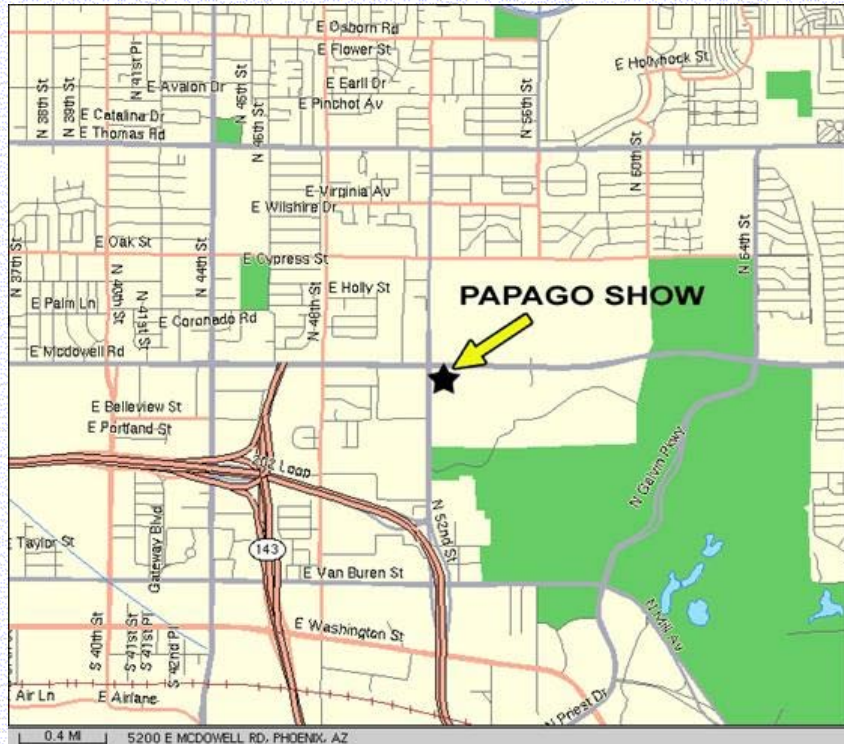 E Osborn Rd
E Flower St
N 41st Pl
E Hollyhock St
E Avalon Dr
N 45th St
E Earll Dr
E Pinchot Av
N 38th St
N 39th St
E Catalina Dr
N 46th St
N 56th St
E Thomas Rd
N 60th St
E Virginia Av
E Wilshire Dr
N 37th St
E Oak St
N 44th St
N 64th St
E Cypress St
N 40th St
E Holly St
E Palm Ln
N 41st St
N 48th St
PAPAGO SHOW
E Coronado Rd
E Mcdowell Rd
E Belleview St
E Portland St
202 Loop
N Galvin Pkwy
N 52nd St
Gateway Blvd
E Taylor St
143
E Van Buren St
N Mill Av
S 40th St
S 41st St
S 41st Pl
S 42nd Pl
E Washington St
Air Ln
E Airlane
N Priest Dr
0.4 MI
5200 E MCDOWELL RD, PHOENIX, AZ